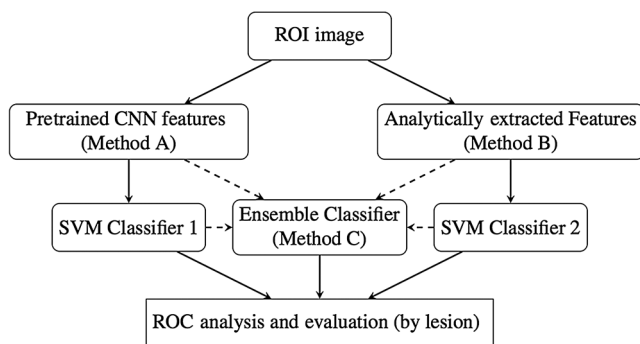 ROI image
Pretrained CNN features
(Method A)
Analytically extracted Features
(Method B)
SVM Classifier 1
Ensemble Classifier
(Method C)
SVM Classifier 2
ROC analysis and evaluation (by lesion)